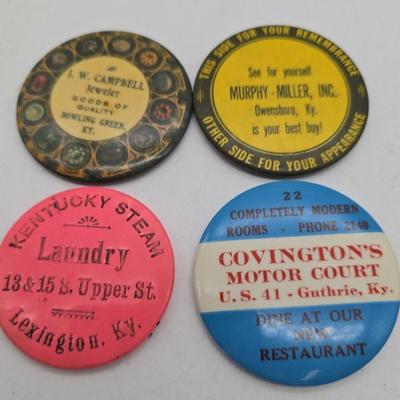 I. W. CAMPBELL
Jeweler
GOODS OF
QUALITY
BOWLING GREEN,
KY.
THIS SIDE FOR YOUR REMEMBRANCE
See for yourself
MURPHY-MILLER, INC.
Owensboro, Ky.
is your best buy!
OTHER SIDE FOR YOUR APPEARANCE
KENTUCKY STEAM
Laundry
13 & 15 S. Upper St.
Lexington, Ky.
22
COMPLETELY MODERN
ROOMS - PHONE 2140
COVINGTON'S
MOTOR COURT
U. S. 41 - Guthrie, Ky.
DINE AT OUR
NEW
RESTAURANT